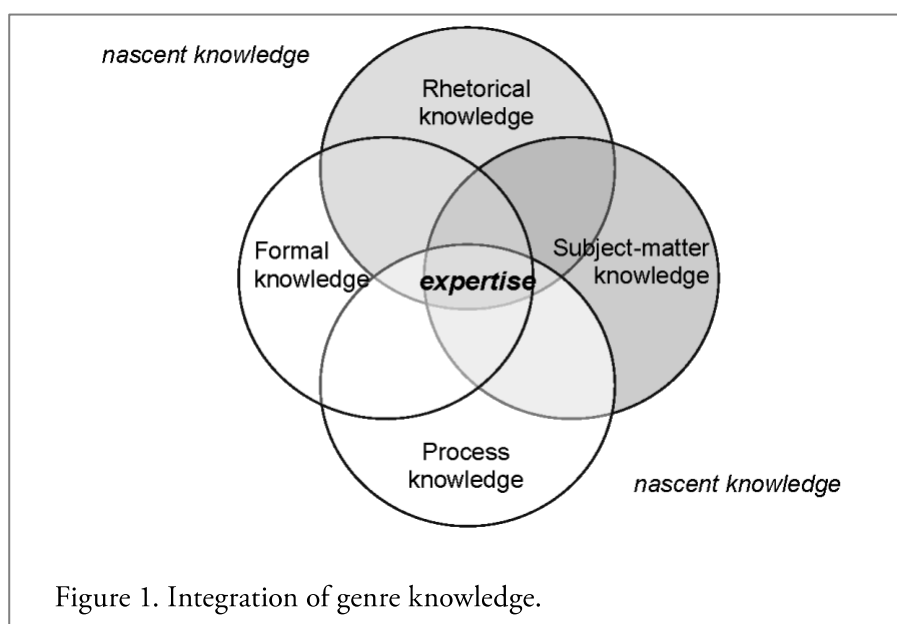 nascent knowledge
Rhetorical
knowledge
Formal
knowledge
Subject-matter
knowledge
expertise
Process
knowledge
nascent knowledge
Figure 1. Integration of genre knowledge.